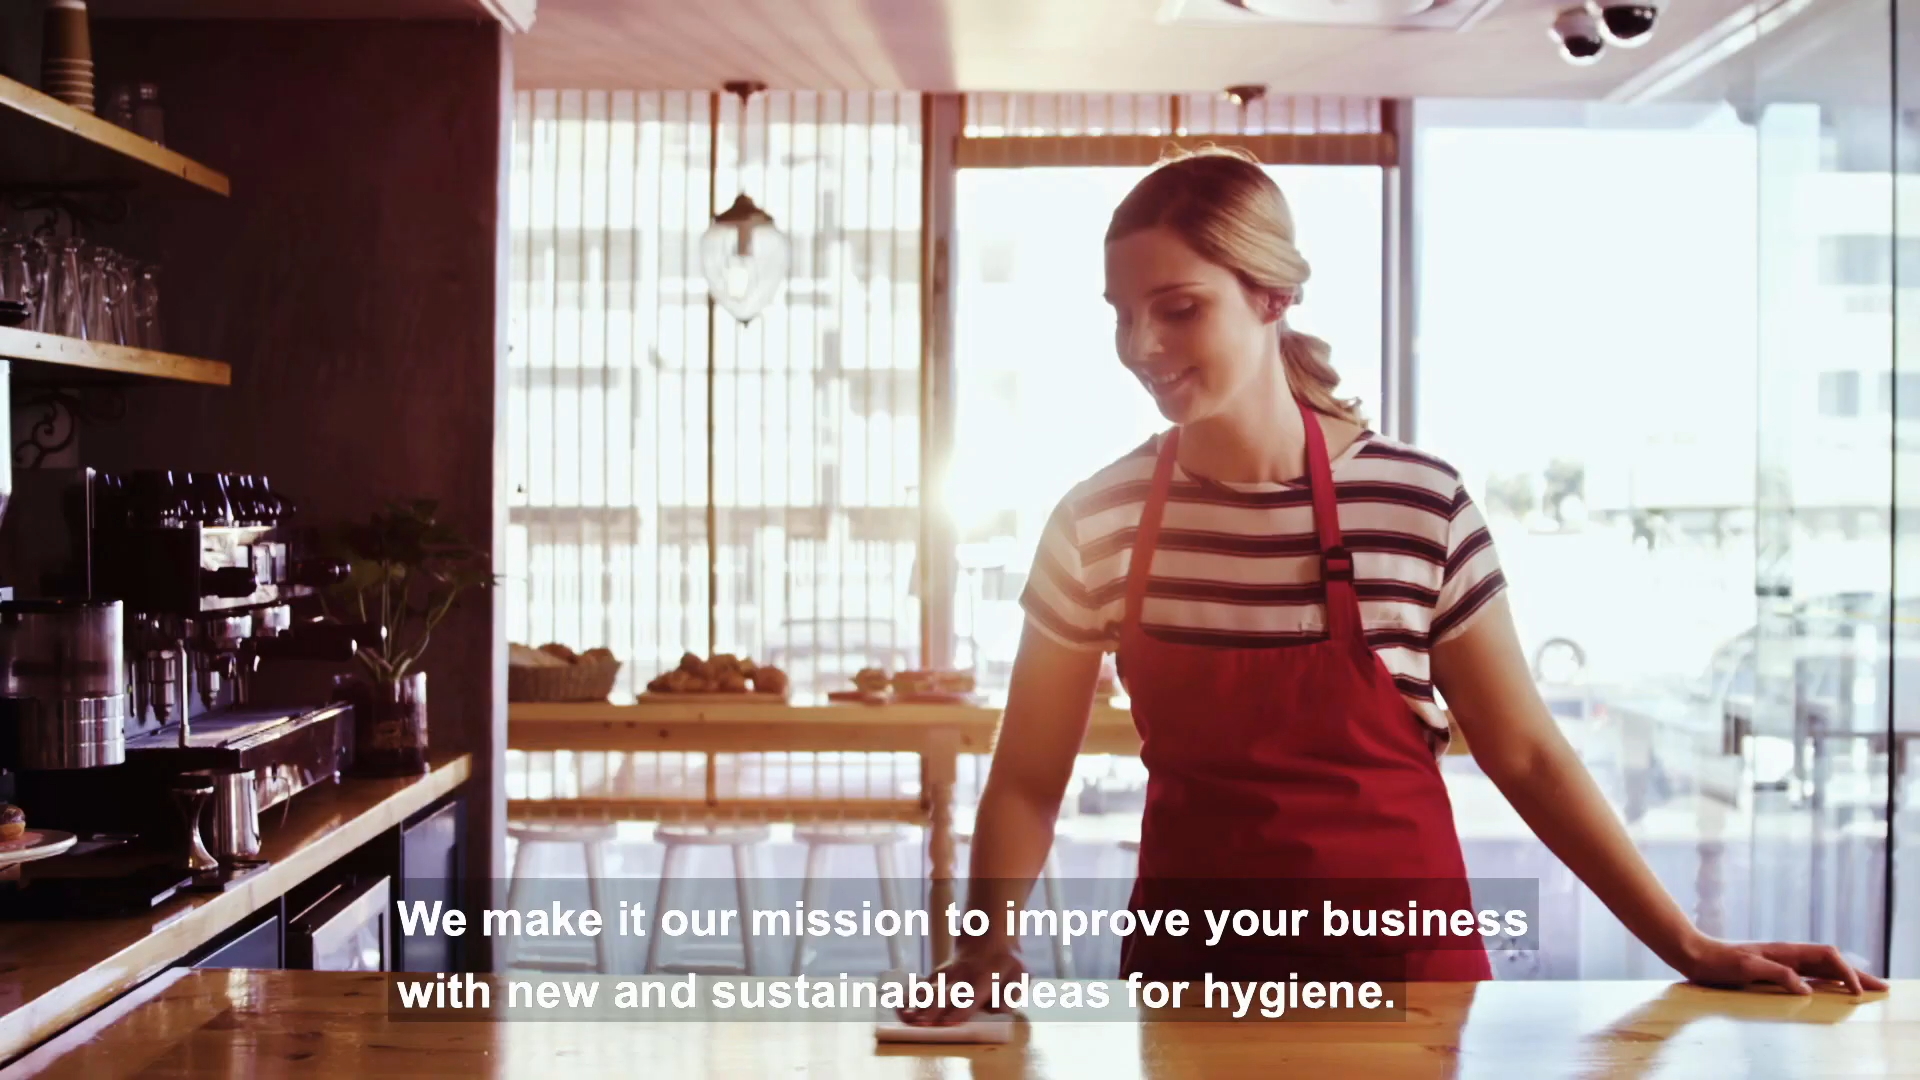 We make it our mission to improve your business
with new and sustainable ideas for hygiene.